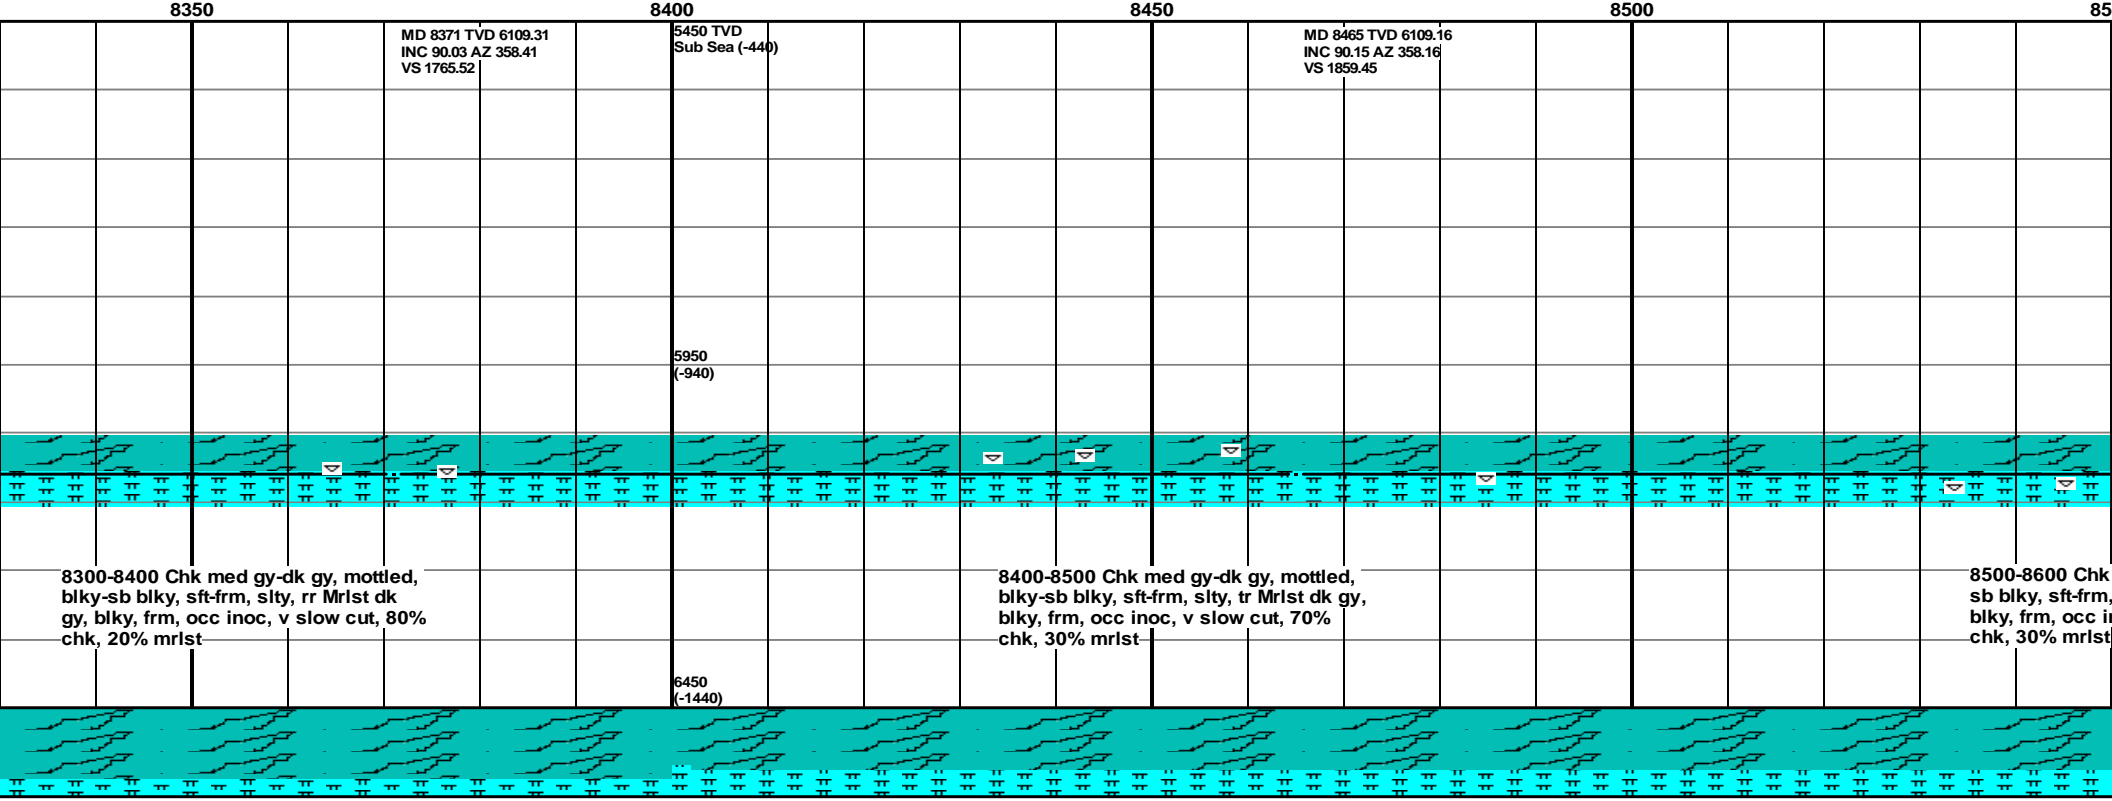 8350 8400 8450 8500 85
MD 8371 TVD 6109.31
INC 90.03 AZ 358.41
VS 1765.52
5450 TVD
Sub Sea (-440)
MD 8465 TVD 6109.16
INC 90.15 AZ 358.16
VS 1859.45
5950
(-940)
8300-8400 Chk med gy-dk gy, mottled,
blky-sb blky, sft-frm, slty, rr Mrlst dk
gy, blky, frm, occ inoc, v slow cut, 80%
chk, 20% mrlst
8400-8500 Chk med gy-dk gy, mottled,
blky-sb blky, sft-frm, slty, tr Mrlst dk gy,
blky, frm, occ inoc, v slow cut, 70%
chk, 30% mrlst
8500-8600 Chk
sb blky, sft-frm,
blky, frm, occ
chk, 30% mrlst
6450
(-1440)